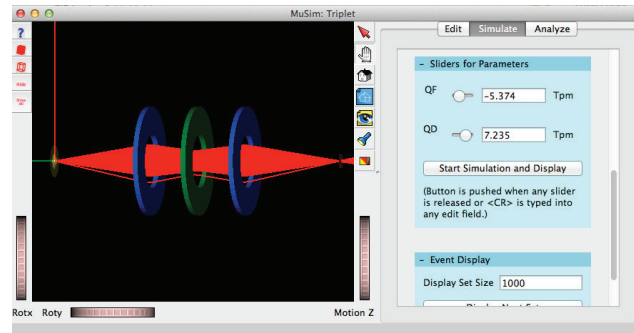 MuSim: Triplet
?
Edit Simulate Analyze
− Sliders for Parameters
QF -5.374 Tpm
QD 7.235 Tpm
Start Simulation and Display
(Button is pushed when any slider
is released or <CR> is typed into
any edit field.)
− Event Display
Display Set Size 1000
Rotx Roty Motion Z